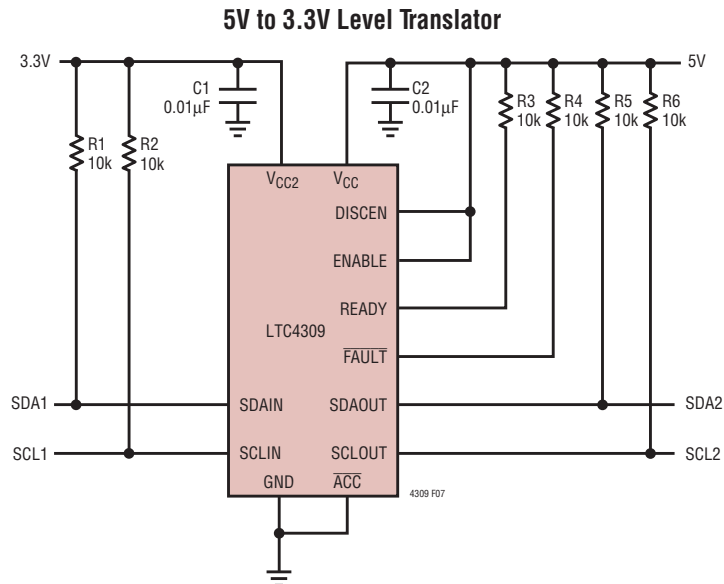 5V to 3.3V Level Translator
3.3V
5V
C1
0.01µF
C2
0.01µF
R1
10k
R2
10k
R3
10k
R4
10k
R5
10k
R6
10k
VCC2
VCC
DISCEN
ENABLE
READY
LTC4309
FAULT
SDA1
SDAIN
SDAOUT
SDA2
SCL1
SCLIN
SCLOUT
SCL2
GND
ACC
4309 F07